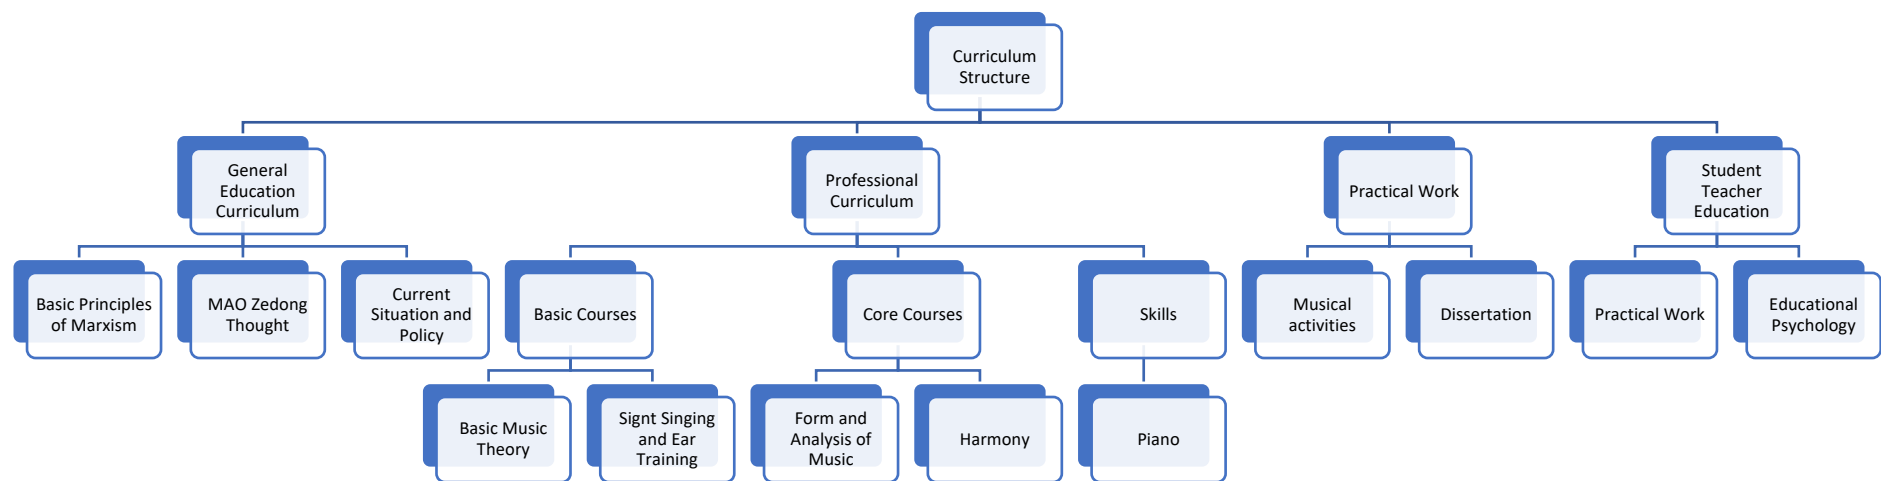 Curriculum
Structure
General
Education
Curriculum
Professional
Curriculum
Practical Work
Student
Teacher
Education
Basic Principles
of Marxism
MAO Zedong
Thought
Current
Situation and
Policy
Basic Courses
Core Courses
Skills
Musical
activities
Dissertation
Practical Work
Educational
Psychology
Basic Music
Theory
Signt Singing
and Ear
Training
Form and
Analysis of
Music
Harmony
Piano